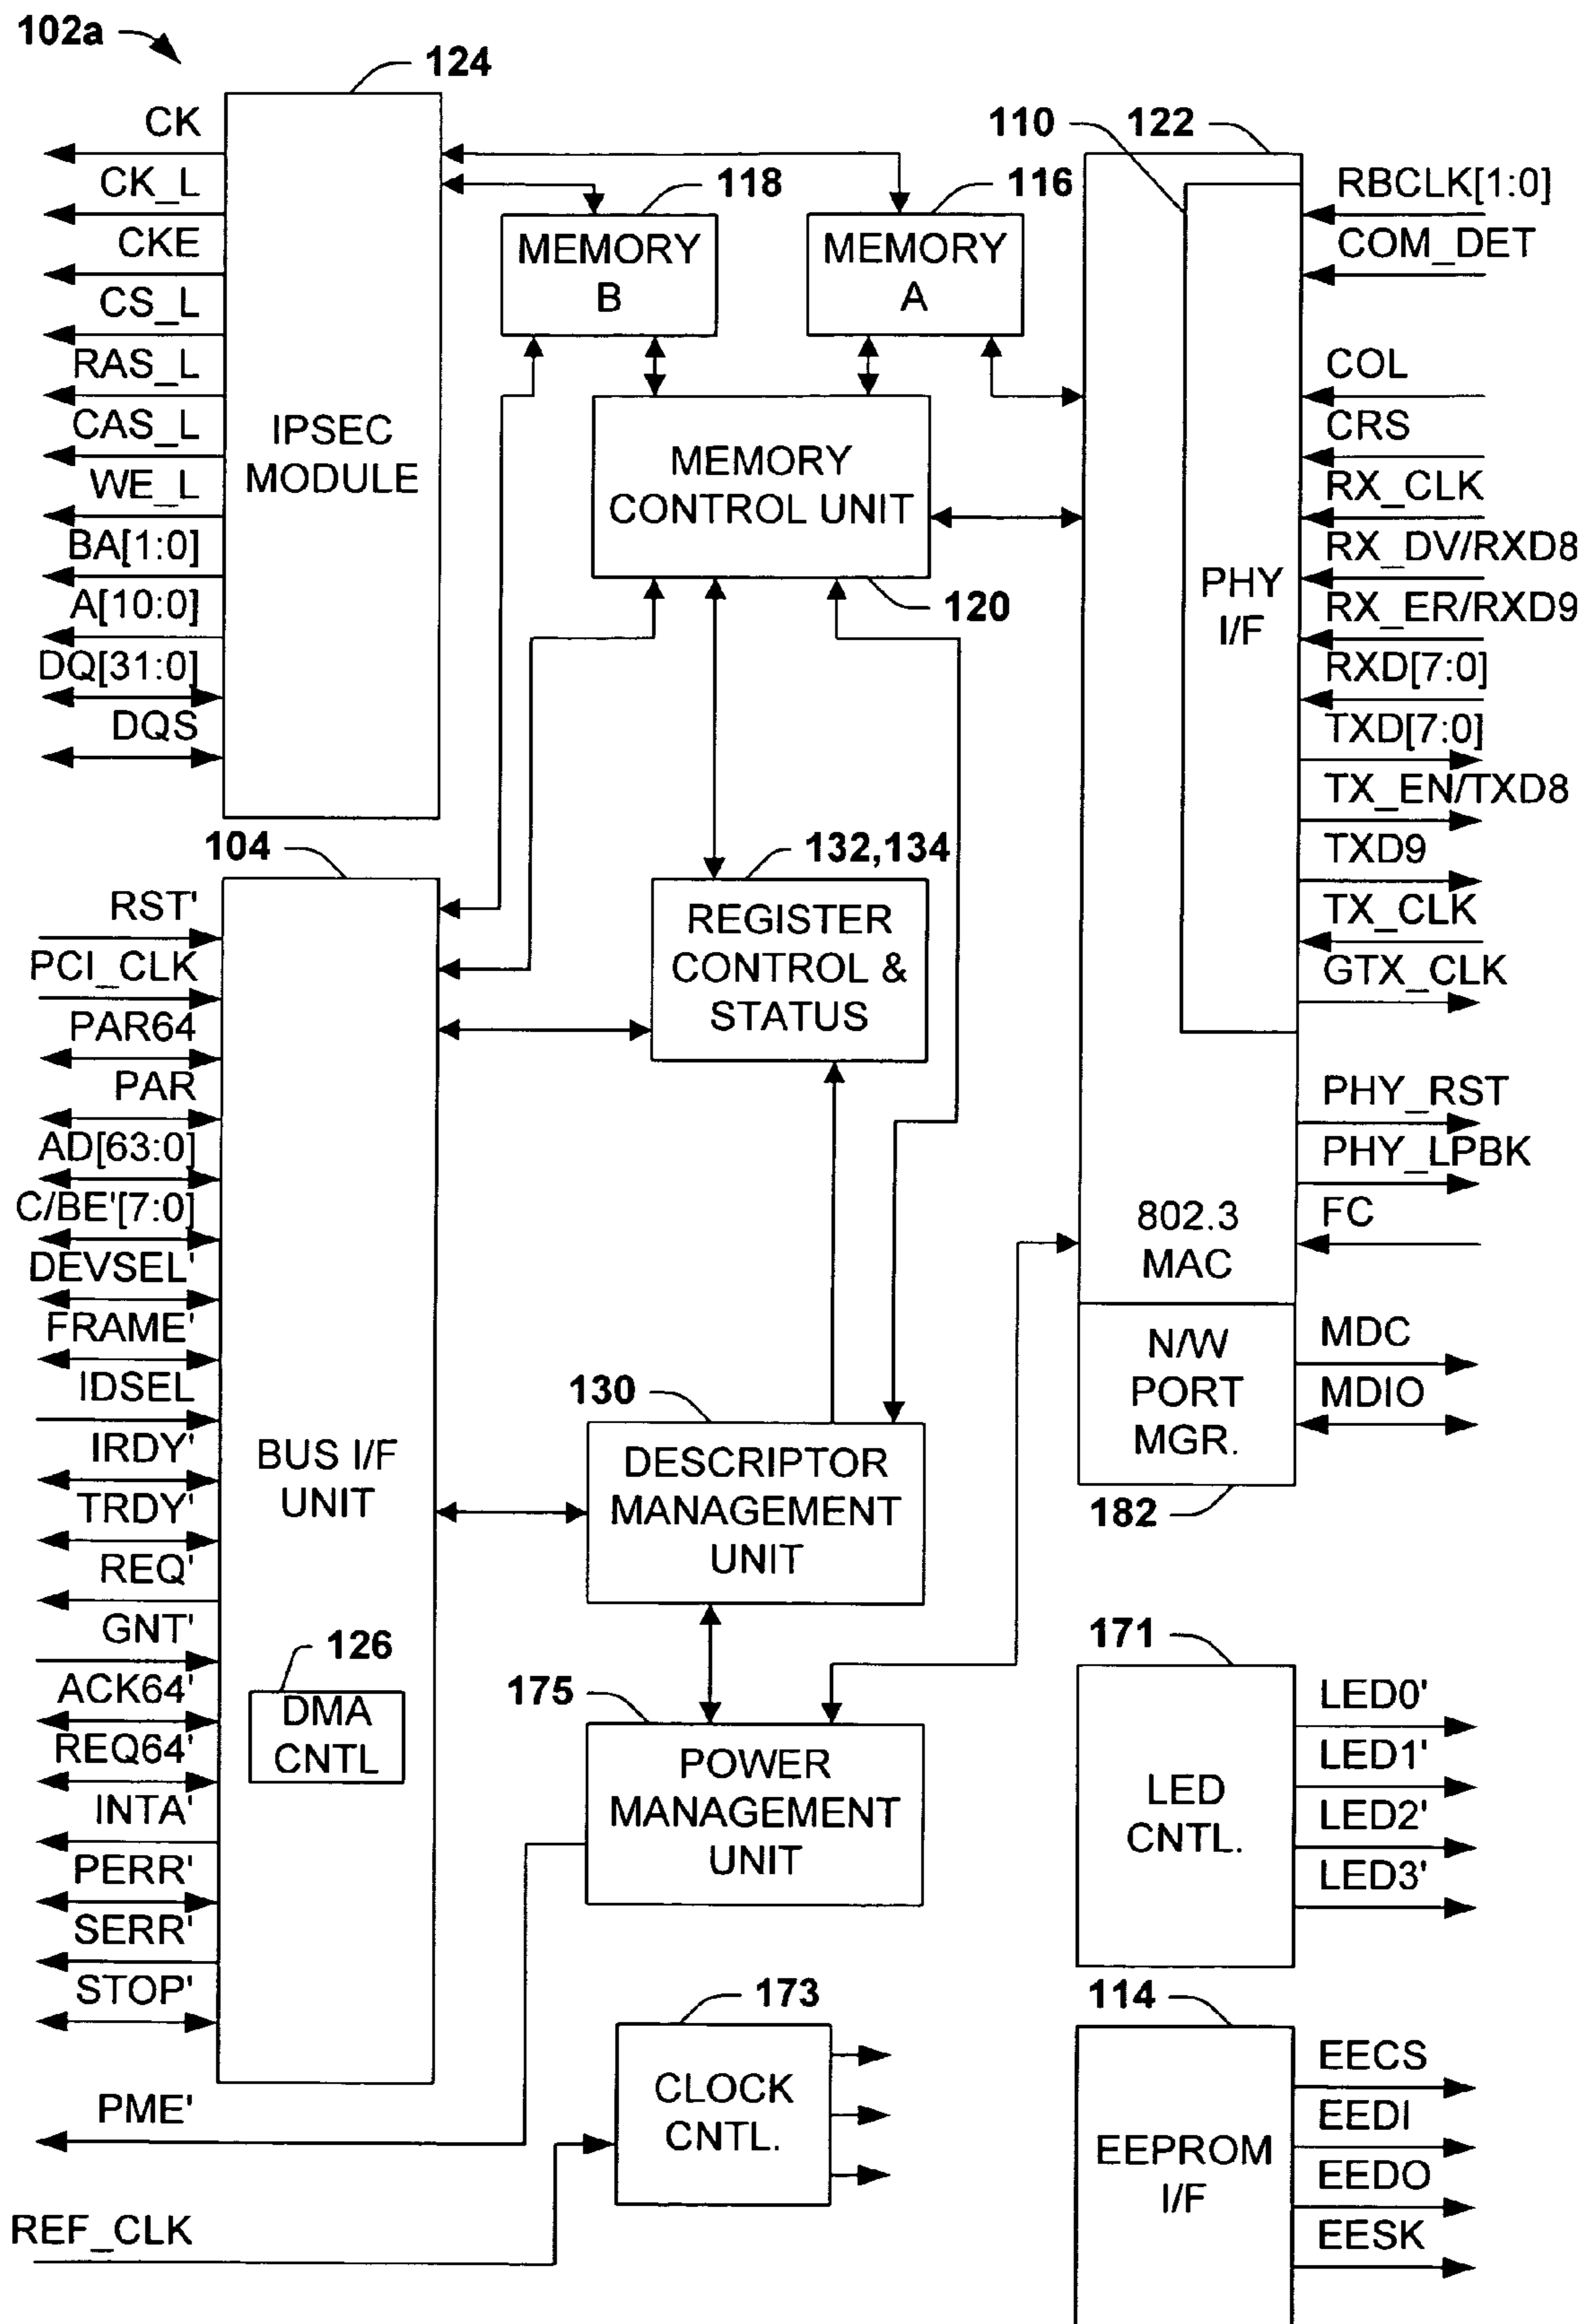 102a
124
CK
CK_L
CKE
CS_L
RAS_L
CAS_L
WE_L
BA[1:0]
A[10:0]
DQ[31:0]
DQS
IPSEC
MODULE
118
MEMORY
B
116
MEMORY
A
110
122
RBCLK[1:0]
COM_DET
COL
CRS
RX_CLK
RX_DV/RXD8
RX_ER/RXD9
RXD[7:0]
TXD[7:0]
TX_EN/TXD8
TXD9
TX_CLK
GTX_CLK
PHY
I/F
PHY_RST
PHY_LPBK
FC
802.3
MAC
MEMORY
CONTROL UNIT
120
104
RST'
PCI_CLK
PAR64
PAR
AD[63:0]
C/BE'[7:0]
DEVSEL'
FRAME'
IDSEL
IRDY'
TRDY'
REQ'
GNT'
ACK64'
REQ64'
INTA'
PERR'
SERR'
STOP'
BUS I/F
UNIT
126
DMA
CNTL
132,134
REGISTER
CONTROL &
STATUS
130
DESCRIPTOR
MANAGEMENT
UNIT
175
POWER
MANAGEMENT
UNIT
N/W
PORT
MGR.
182
MDC
MDIO
171
LED
CNTL.
LED0'
LED1'
LED2'
LED3'
PME'
REF_CLK
173
CLOCK
CNTL.
114
EEPROM
I/F
EECS
EEDI
EEDO
EESK